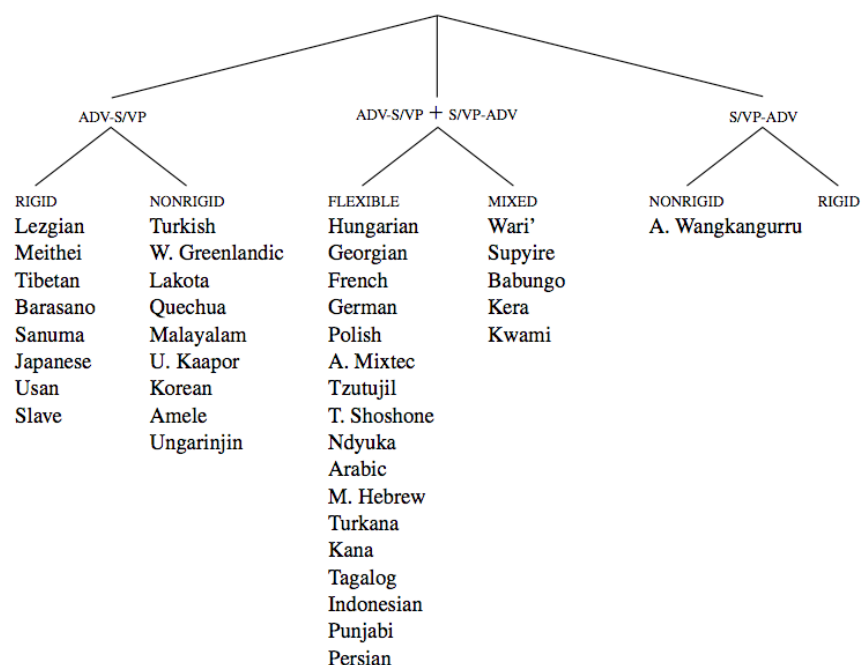 ADV-S/VP ADV-S/VP + S/VP-ADV S/VP-ADV
RIGID NONRIGID FLEXIBLE MIXED NONRIGID RIGID
Lezgian Turkish Hungarian Wari’ A. Wangkangurru
Meithei W. Greenlandic Georgian Supyire
Tibetan Lakota French Babungo
Barasano Quechua German Kera
Sanuma Malayalam Polish Kwami
Japanese U. Kaapor A. Mixtec
Usan Korean Tzutujil
Slave Amele T. Shoshone
Ungarinjin Ndyuka
Arabic
M. Hebrew
Turkana
Kana
Tagalog
Indonesian
Punjabi
Persian